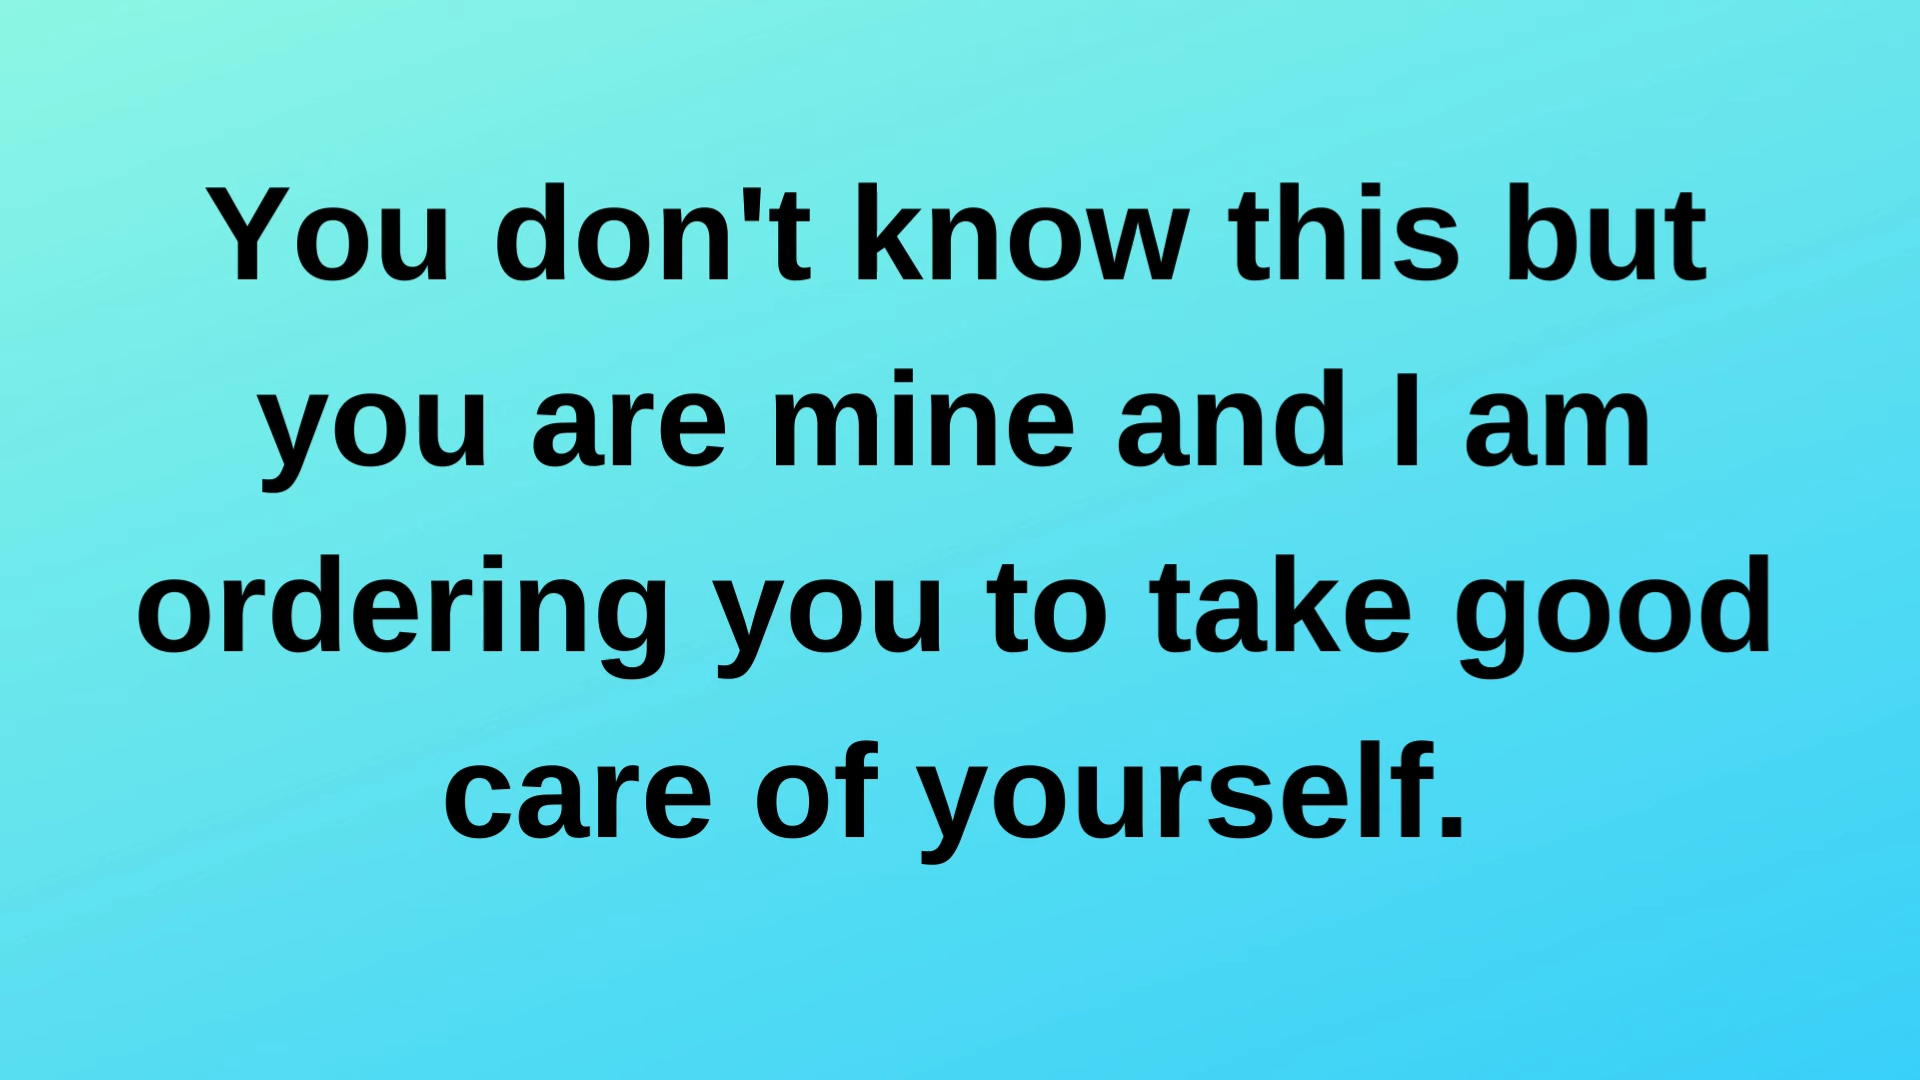 You don't know this but
you are mine and I am
ordering you to take good
care of yourself.